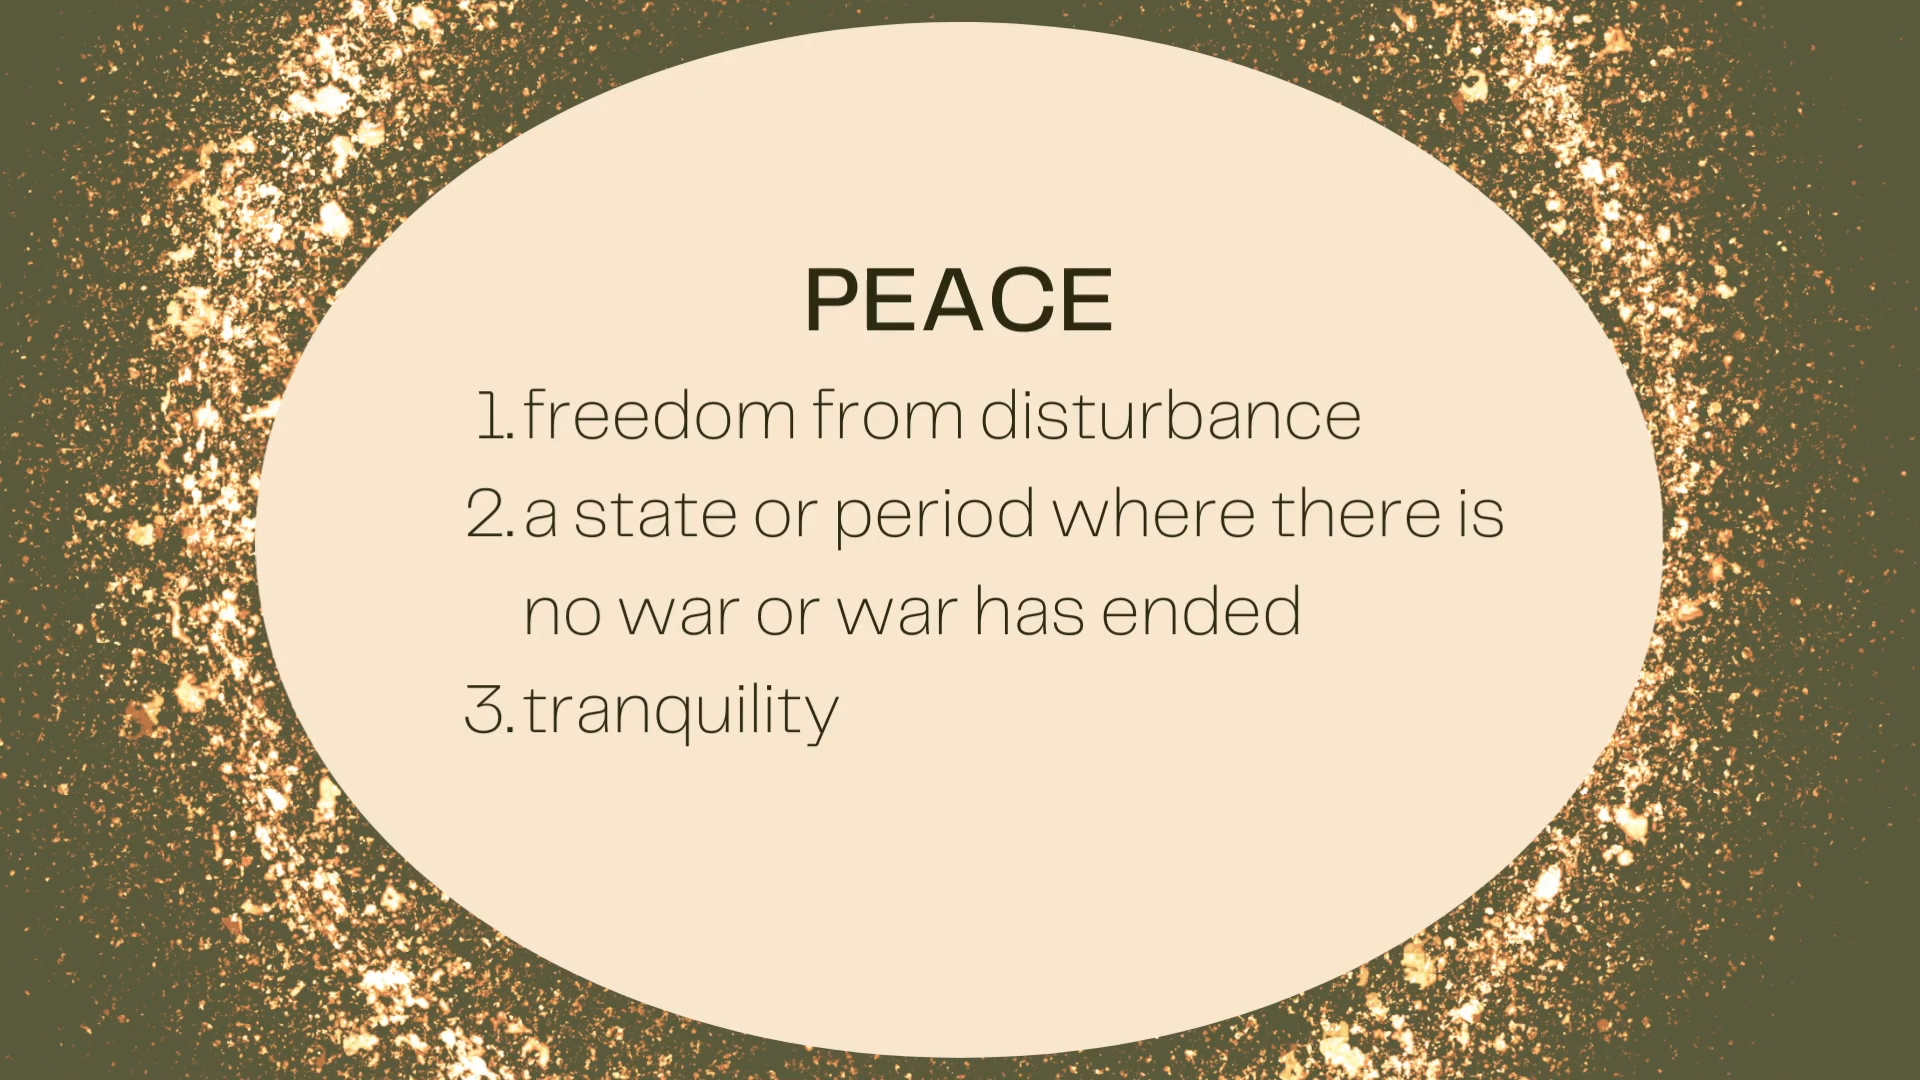 PEACE
1. freedom from disturbance
2. a state or period where there is
no war or war has ended
3. tranquility